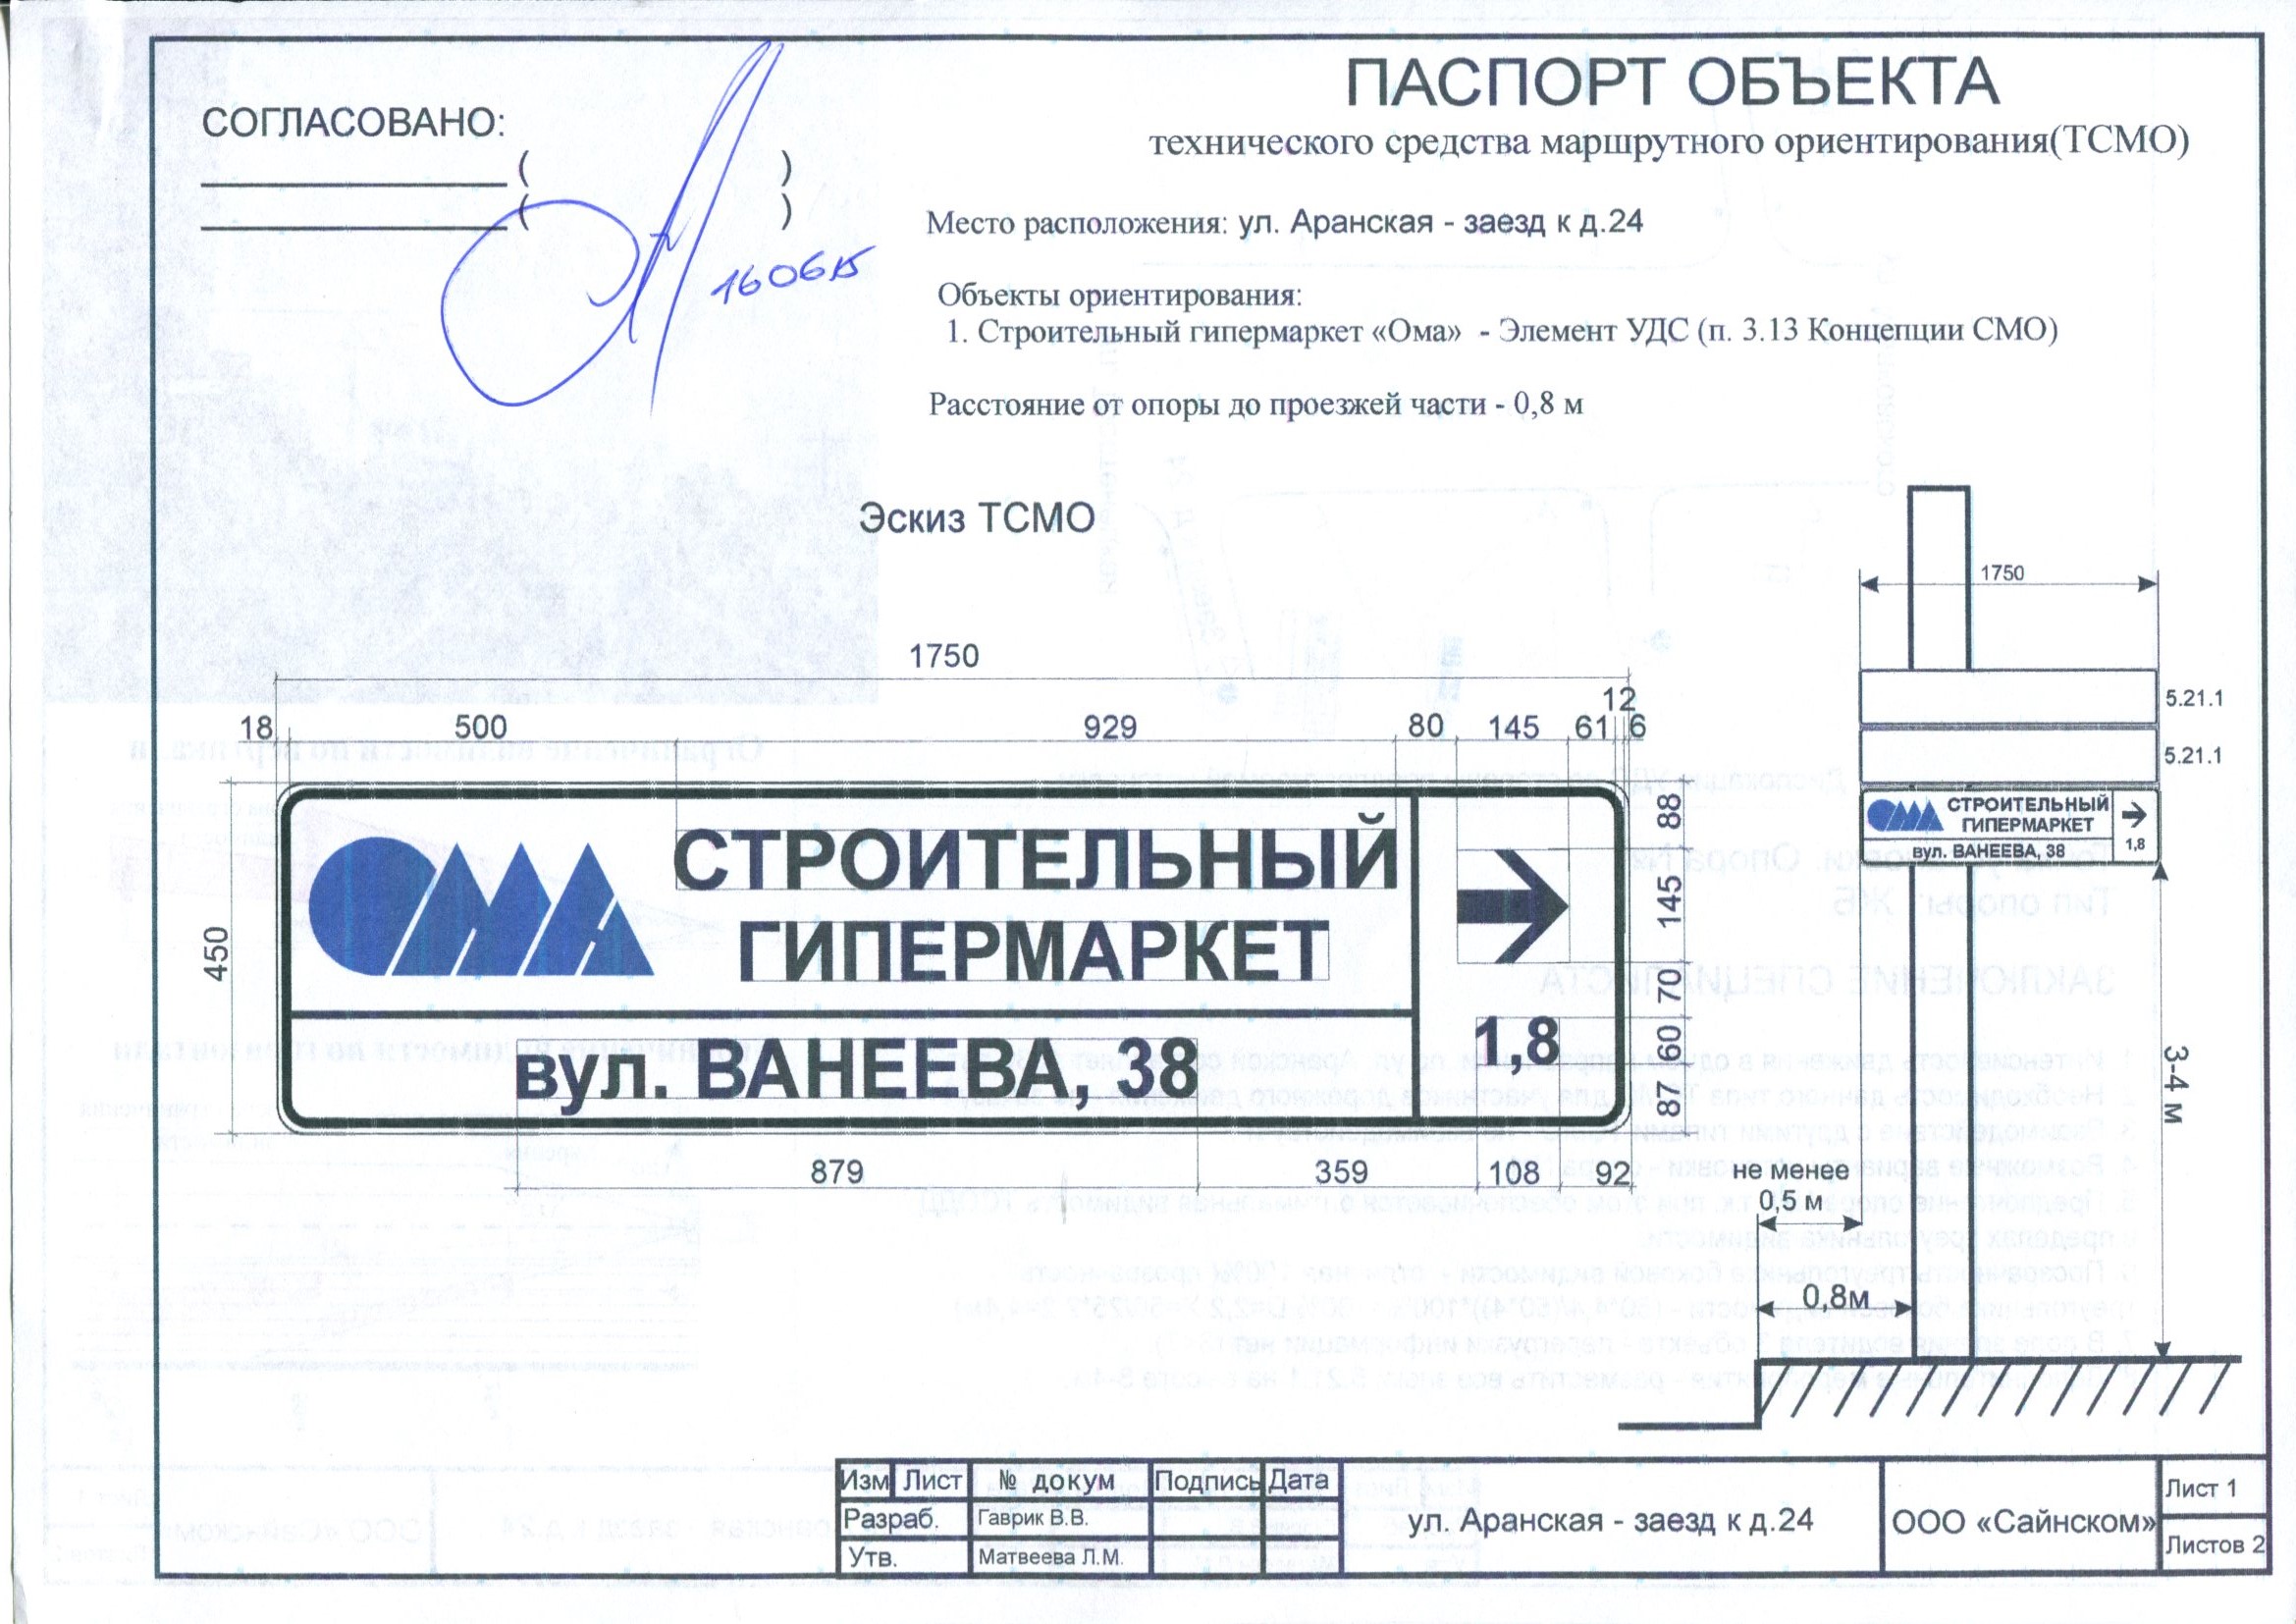 СОГЛАСОВАНО:
( )
( )
160615
ПАСПОРТ ОБЪЕКТА
технического средства маршрутного ориентирования(ТСМО)
Место расположения: ул. Аранская - заезд к д.24
Объекты ориентирования:
1. Строительный гипермаркет «Ома» - Элемент УДС (п. 3.13 Концепции СМО)
Расстояние от опоры до проезжей части - 0,8 м
Эскиз ТСМО
1750
12
18 500 929 80 145 61 6
450
ОМА
СТРОИТЕЛЬНЫЙ
ГИПЕРМАРКЕТ
вул. ВАНЕЕВА, 38
1,8
88
145
70
60
87
879 359 108 92
1750
5.21.1
5.21.1
ОМА СТРОИТЕЛЬНЫЙ
ГИПЕРМАРКЕТ
вул. ВАНЕЕВА, 38
1,8
3-4 м
не менее
0,5 м
0,8м
Изм Лист № докум Подпись Дата
Разраб. Гаврик В.В.
Утв. Матвеева Л.М.
ул. Аранская - заезд к д.24
ООО «Сайнском»
Лист 1
Листов 2